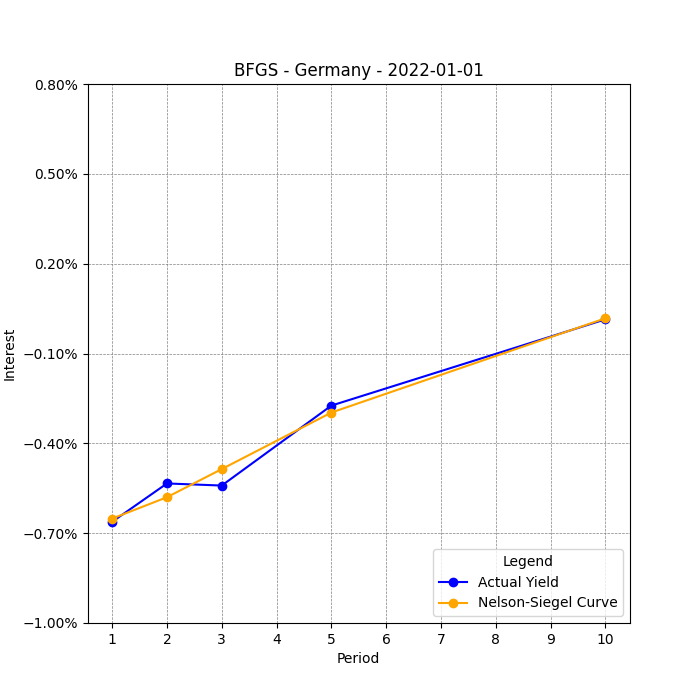 BFGS - Germany - 2022-01-01
0.80%
0.50%
0.20%
−0.10%
−0.40%
−0.70%
−1.00%
Interest
1 2 3 4 5 6 7 8 9 10
Period
Legend
Actual Yield
Nelson-Siegel Curve